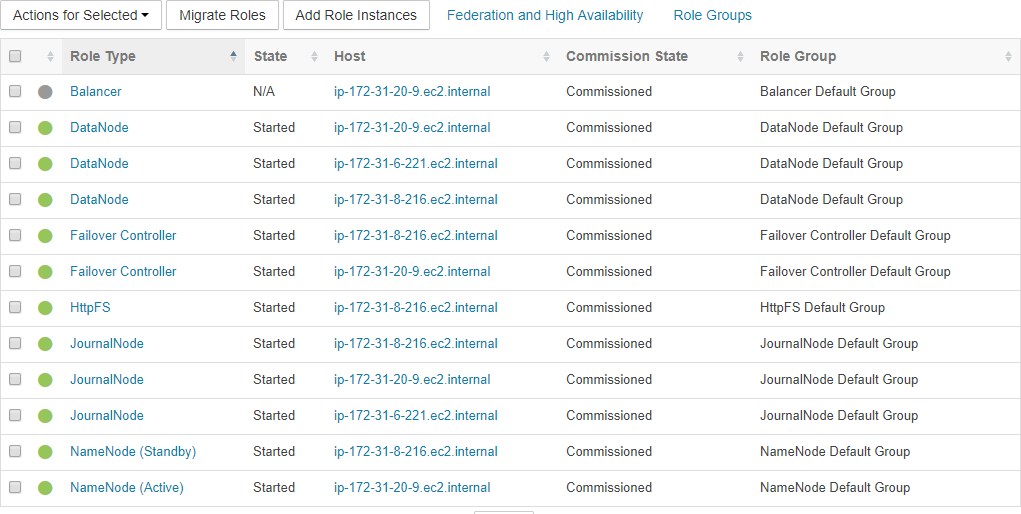 Actions for Selected Migrate Roles Add Role Instances Federation and High Availability Role Groups
Role Type State Host Commission State Role Group
Balancer N/A ip-172-31-20-9.ec2.internal Commissioned Balancer Default Group
DataNode Started ip-172-31-20-9.ec2.internal Commissioned DataNode Default Group
DataNode Started ip-172-31-6-221.ec2.internal Commissioned DataNode Default Group
DataNode Started ip-172-31-8-216.ec2.internal Commissioned DataNode Default Group
Failover Controller Started ip-172-31-8-216.ec2.internal Commissioned Failover Controller Default Group
Failover Controller Started ip-172-31-20-9.ec2.internal Commissioned Failover Controller Default Group
HttpFS Started ip-172-31-8-216.ec2.internal Commissioned HttpFS Default Group
JournalNode Started ip-172-31-8-216.ec2.internal Commissioned JournalNode Default Group
JournalNode Started ip-172-31-20-9.ec2.internal Commissioned JournalNode Default Group
JournalNode Started ip-172-31-6-221.ec2.internal Commissioned JournalNode Default Group
NameNode (Standby) Started ip-172-31-8-216.ec2.internal Commissioned NameNode Default Group
NameNode (Active) Started ip-172-31-20-9.ec2.internal Commissioned NameNode Default Group